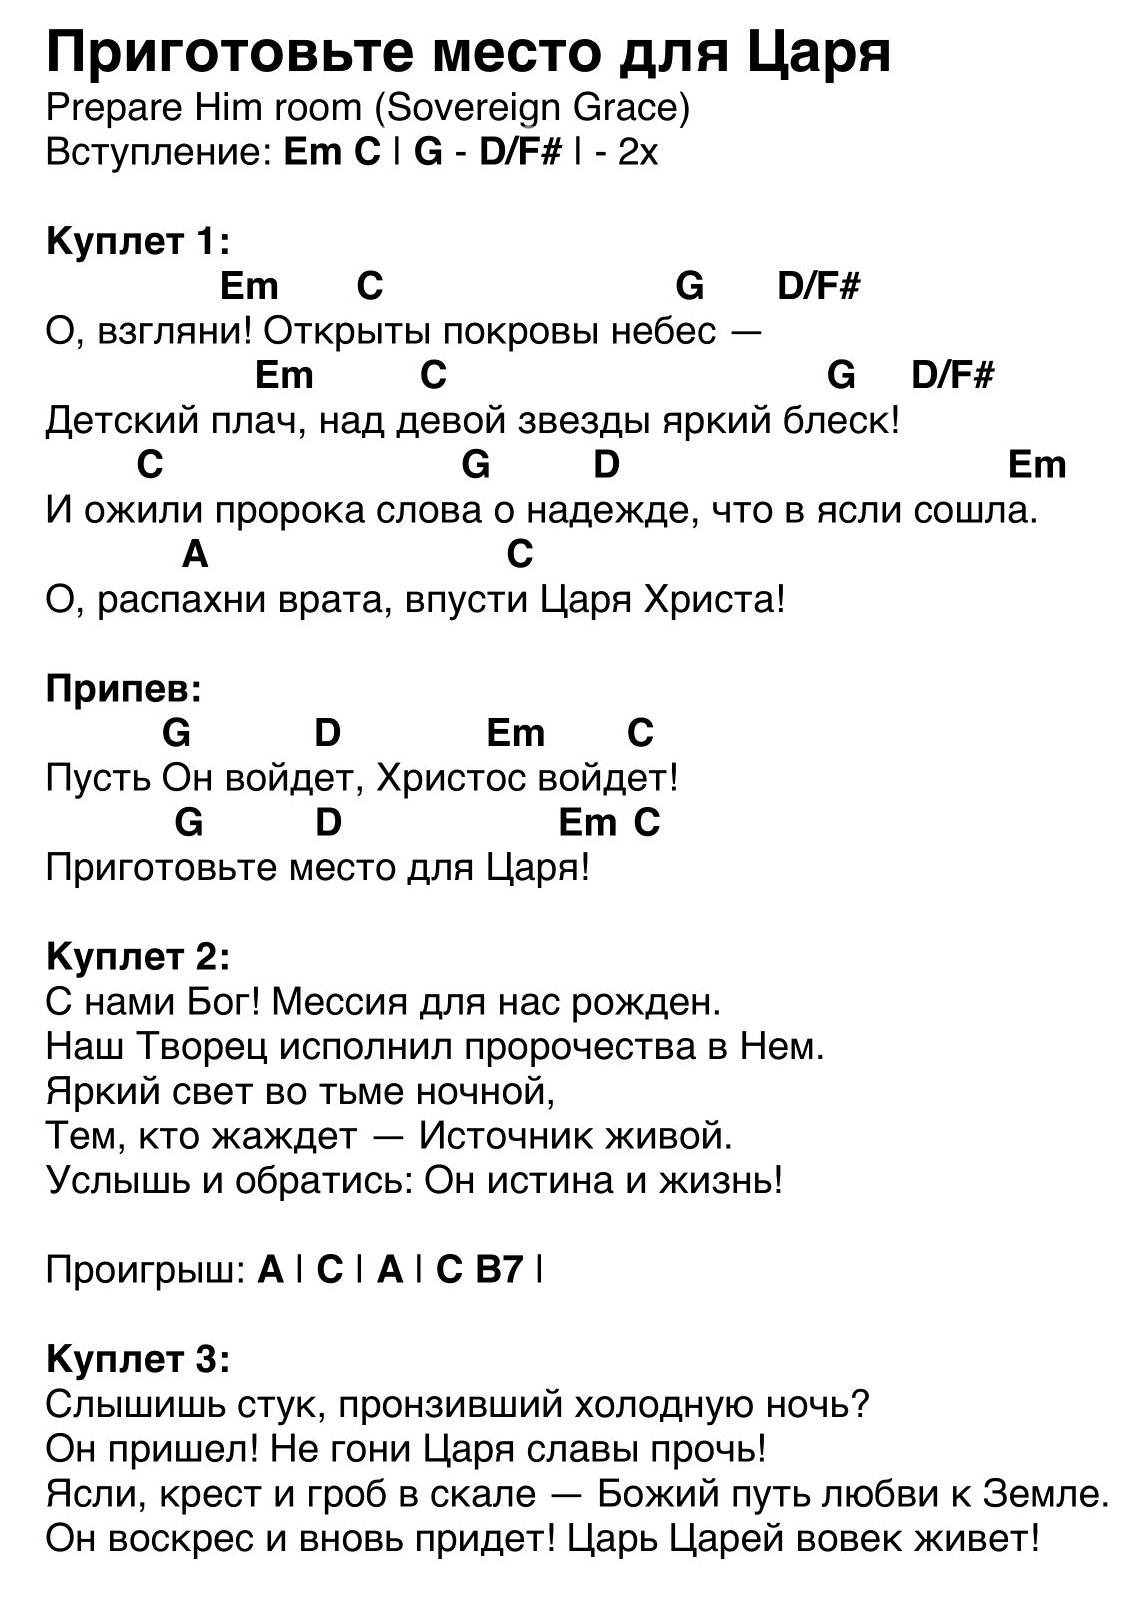 Приготовьте место для Царя
Prepare Him room (Sovereign Grace)
Вступление: Em C | G - D/F# | - 2x
Куплет 1:
Em C G D/F#
О, взгляни! Открыты покровы небес —
Em C G D/F#
Детский плач, над девой звезды яркий блеск!
C G D Em
И ожили пророка слова о надежде, что в ясли сошла.
A C
О, распахни врата, впусти Царя Христа!
Припев:
G D Em C
Пусть Он войдет, Христос войдет!
G D Em C
Приготовьте место для Царя!
Куплет 2:
С нами Бог! Мессия для нас рожден.
Наш Творец исполнил пророчества в Нем.
Яркий свет во тьме ночной,
Тем, кто жаждет — Источник живой.
Услышь и обратись: Он истина и жизнь!
Проигрыш: A | C | A | C B7 |
Куплет 3:
Слышишь стук, пронзивший холодную ночь?
Он пришел! Не гони Царя славы прочь!
Ясли, крест и гроб в скале — Божий путь любви к Земле.
Он воскрес и вновь придет! Царь Царей вовек живет!